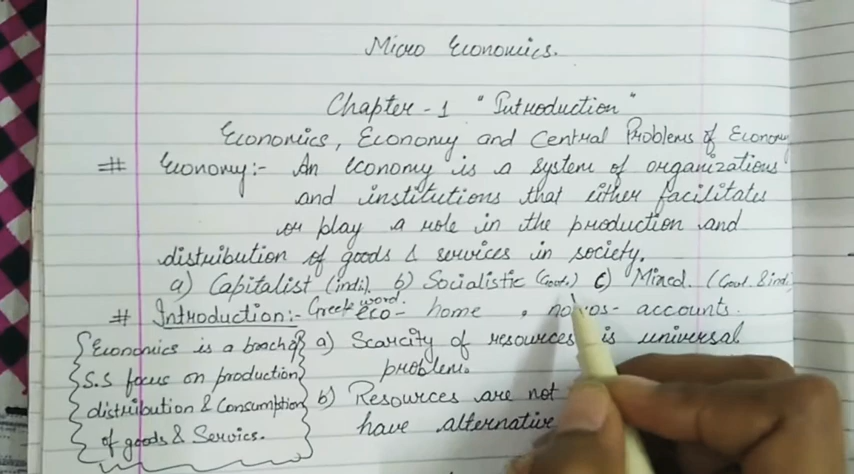 Micro Economics.
Chapter - 1 "Introduction"
Economics, Economy and Central Problems of Economy
# Economy:- An economy is a system of organizations
and institutions that either facilitates
or play a role in the production and
distribution of goods & services in society.
a) Capitalist (indi). b) Socialistic (Govt.) c) Mixed. (Govt. & indi
# Introduction:- Greek word. eco - home, accounts.
Economics is a branch of
S.S focus on production,
distribution & Consumption
of goods & Servics.
a) Scarcity of resources is universal
problem.
b) Resources are not
have alternative